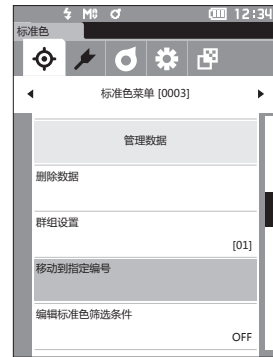 M0 12:34
标准色
标准色菜单 [0003]
管理数据
删除数据
群组设置
[01]
移动到指定编号
编辑标准色筛选条件
OFF